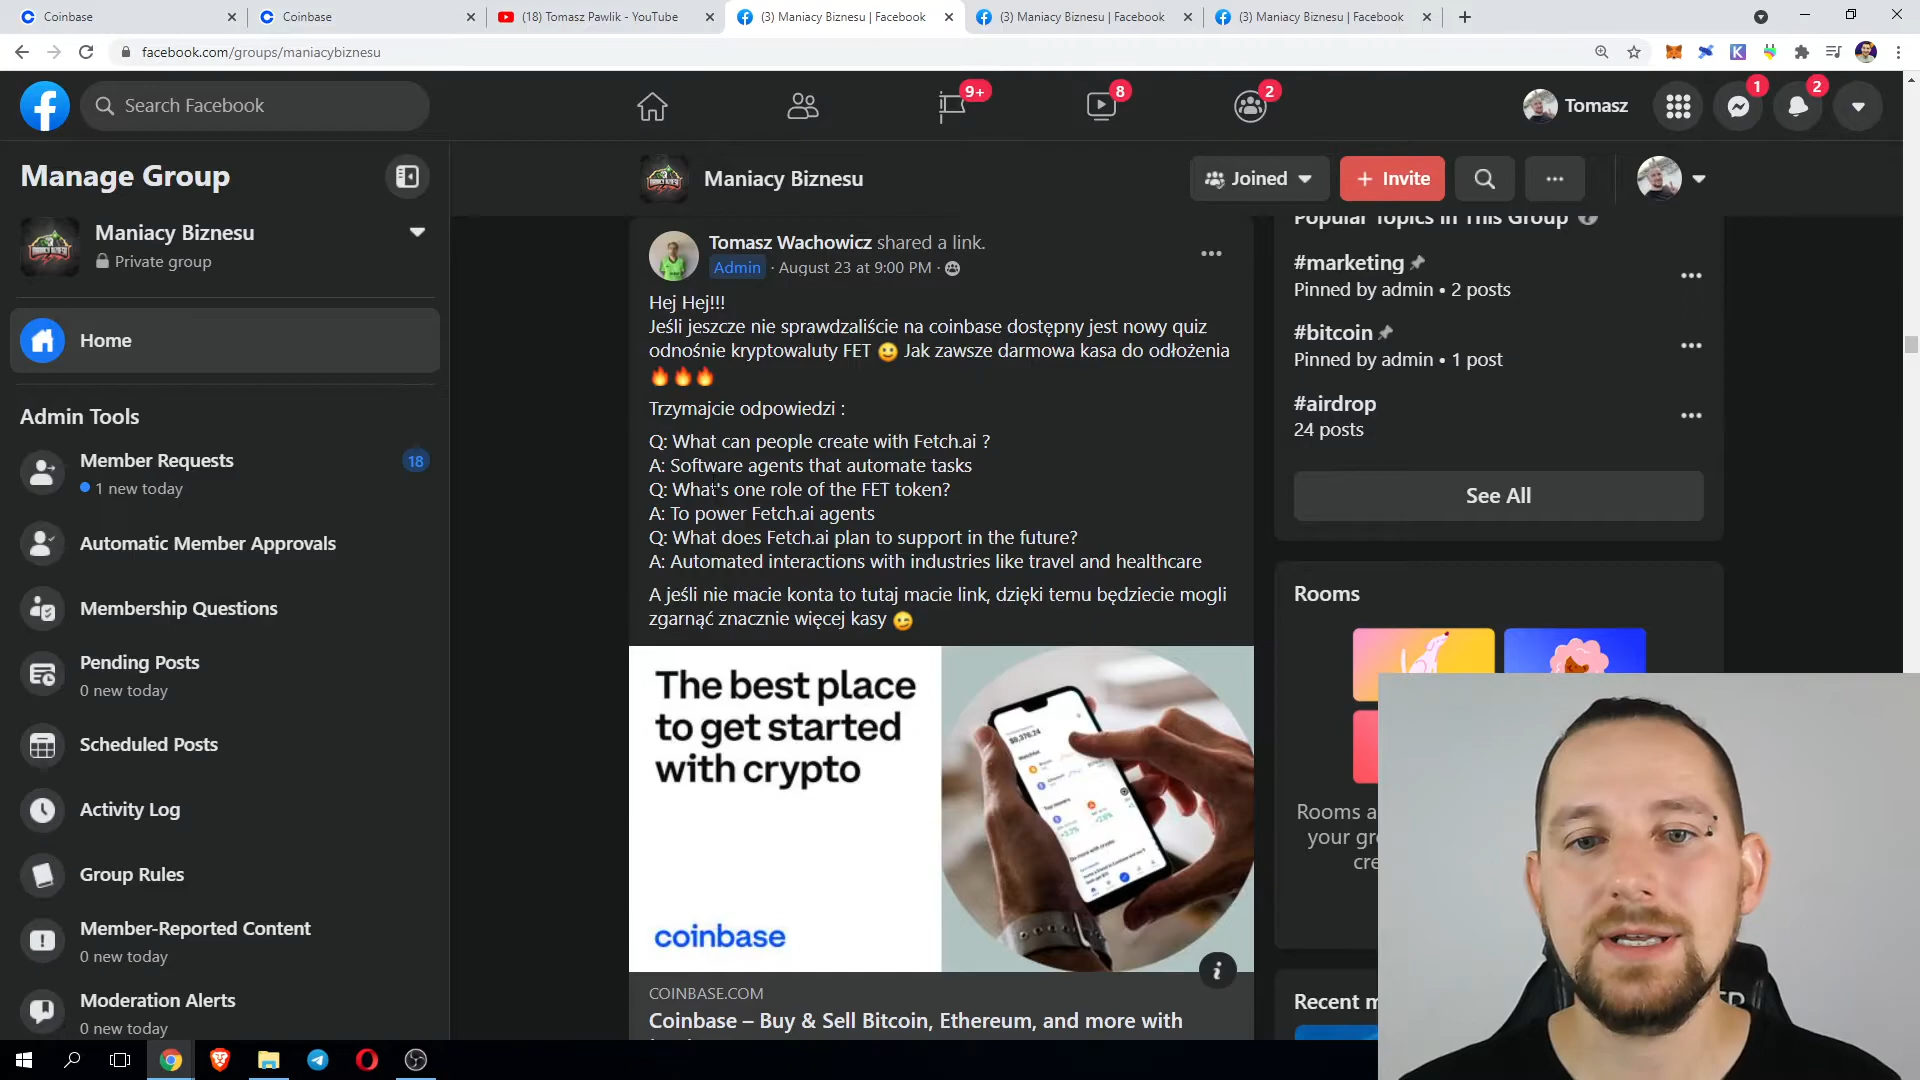 Coinbase
Coinbase
(18) Tomasz Pawlik - YouTube
(3) Maniacy Biznesu | Facebook
(3) Maniacy Biznesu | Facebook
(3) Maniacy Biznesu | Facebook
facebook.com/groups/maniacybiznesu
Search Facebook
9+
8
2
Tomasz
1
2
Manage Group
Maniacy Biznesu
Private group
Home
Admin Tools
Member Requests
18
1 new today
Automatic Member Approvals
Membership Questions
Pending Posts
0 new today
Scheduled Posts
Activity Log
Group Rules
Member-Reported Content
0 new today
Moderation Alerts
0 new today
Maniacy Biznesu
Joined
+ Invite
Tomasz Wachowicz shared a link.
Admin · August 23 at 9:00 PM ·
Hej Hej!!!
Jeśli jeszcze nie sprawdzaliście na coinbase dostępny jest nowy quiz
odnośnie kryptowaluty FET 😉 Jak zawsze darmowa kasa do odłożenia
🔥🔥🔥
Trzymajcie odpowiedzi :
Q: What can people create with Fetch.ai ?
A: Software agents that automate tasks
Q: What's one role of the FET token?
A: To power Fetch.ai agents
Q: What does Fetch.ai plan to support in the future?
A: Automated interactions with industries like travel and healthcare
A jeśli nie macie konta to tutaj macie link, dzięki temu będziecie mogli
zgarnąć znacznie więcej kasy 😉
The best place
to get started
with crypto
coinbase
COINBASE.COM
Coinbase – Buy & Sell Bitcoin, Ethereum, and more with
Popular Topics in This Group
#marketing
Pinned by admin • 2 posts
#bitcoin
Pinned by admin • 1 post
#airdrop
24 posts
See All
Rooms
Rooms a
your gr
cre
Recent m